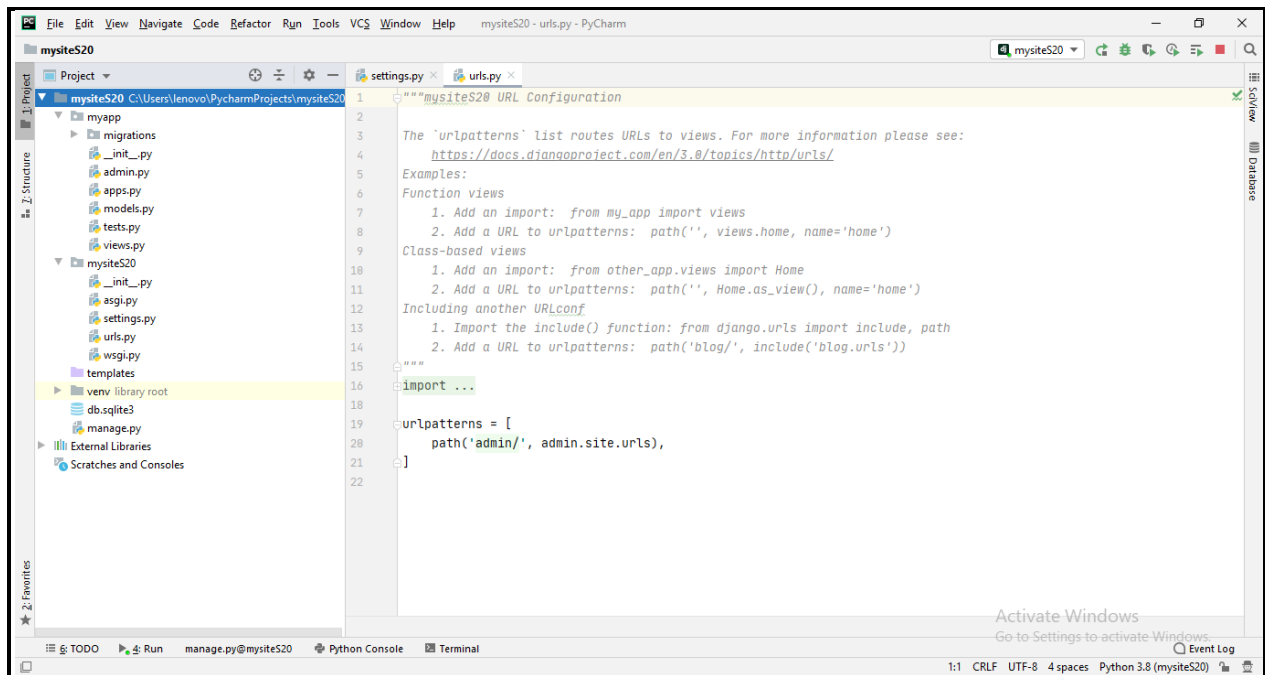 PC File Edit View Navigate Code Refactor Run Tools VCS Window Help mysiteS20 - urls.py - PyCharm
mysiteS20
dj mysiteS20
1: Project
Z: Structure
2: Favorites
Project
mysiteS20 C:\Users\lenovo\PycharmProjects\mysiteS20
myapp
migrations
__init__.py
admin.py
apps.py
models.py
tests.py
views.py
mysiteS20
__init__.py
asgi.py
settings.py
urls.py
wsgi.py
templates
venv library root
db.sqlite3
manage.py
External Libraries
Scratches and Consoles
settings.py urls.py
1 """mysiteS20 URL Configuration
2
3 The `urlpatterns` list routes URLs to views. For more information please see:
4 https://docs.djangoproject.com/en/3.0/topics/http/urls/
5 Examples:
6 Function views
7 1. Add an import:  from my_app import views
8 2. Add a URL to urlpatterns:  path('', views.home, name='home')
9 Class-based views
10 1. Add an import:  from other_app.views import Home
11 2. Add a URL to urlpatterns:  path('', Home.as_view(), name='home')
12 Including another URLconf
13 1. Import the include() function: from django.urls import include, path
14 2. Add a URL to urlpatterns:  path('blog/', include('blog.urls'))
15 """
16 import ...
18
19 urlpatterns = [
20 path('admin/', admin.site.urls),
21 ]
22
SciView
Database
Activate Windows
Go to Settings to activate Windows.
6: TODO 4: Run manage.py@mysiteS20 Python Console Terminal Event Log
1:1 CRLF UTF-8 4 spaces Python 3.8 (mysiteS20)